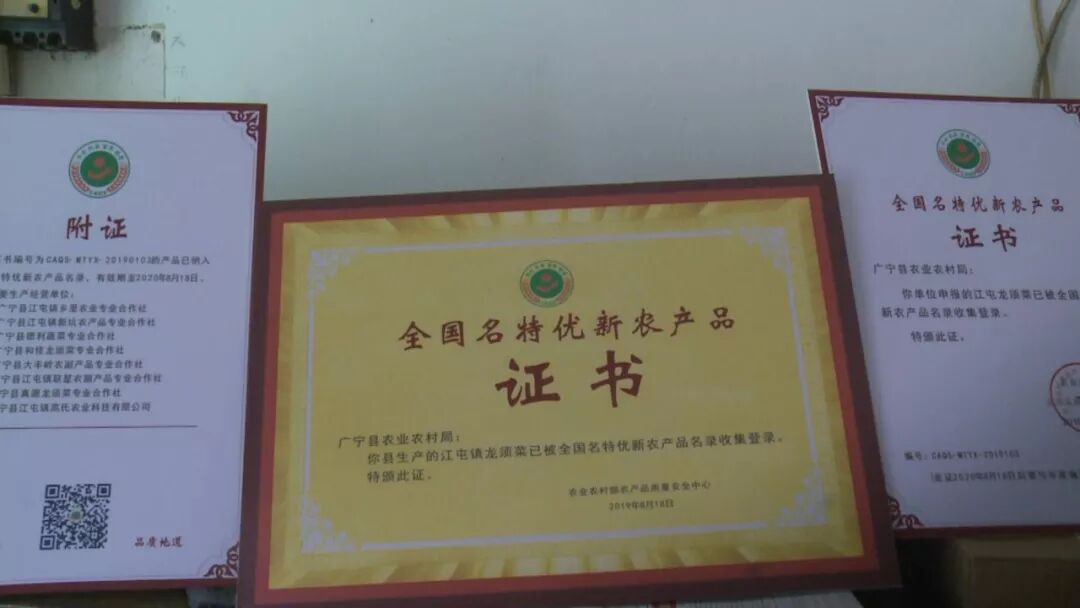 附证
书编号为CAQS-MTYX-20190103的产品已纳入
特优新农产品名录,有效期至2020年8月18日。
要生产经营单位:
广宁县江屯镇乡里农业专业合作社
广宁县江屯镇新坑农产品专业合作社
宁县德利蔬菜专业合作社
宁县和佳龙须菜专业合作社
宁县大丰岭农副产品专业合作社
宁县江屯镇联星农副产品专业合作社
宁县真源龙须菜专业合作社
宁县江屯镇高氏农业科技有限公司
品质地道
全国名特优新农产品
证书
广宁县农业农村局:
你县生产的江屯镇龙须菜已被全国名特优新农产品名录收集登录。
特颁此证。
农业农村部农产品质量安全中心
2019年8月18日
全国名特优新农产品
证书
广宁县农业农村局:
你单位申报的江屯龙须菜已被全国
新农产品名录收集登录。
特颁此证。
编号:CAQS-MTYX-20190103